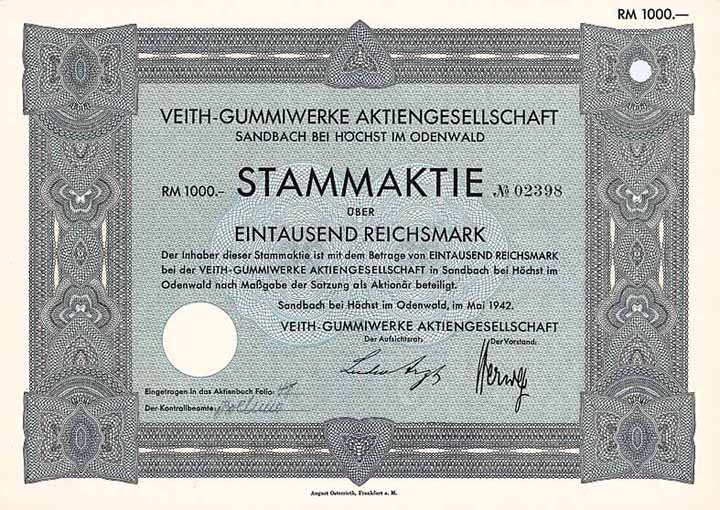 RM 1000.—
VEITH-GUMMIWERKE AKTIENGESELLSCHAFT
SANDBACH BEI HÖCHST IM ODENWALD
RM 1000.- STAMMAKTIE № 02398
ÜBER
EINTAUSEND REICHSMARK
Der Inhaber dieser Stammaktie ist mit dem Betrage von EINTAUSEND REICHSMARK
bei der VEITH-GUMMIWERKE AKTIENGESELLSCHAFT in Sandbach bei Höchst im
Odenwald nach Maßgabe der Satzung als Aktionär beteiligt.
Sandbach bei Höchst im Odenwald, im Mai 1942.
VEITH-GUMMIWERKE AKTIENGESELLSCHAFT
Der Aufsichtsrat: Der Vorstand:
Eingetragen in das Aktienbuch Folio:
Der Kontrollbeamte:
August Osterrieth, Frankfurt a. M.